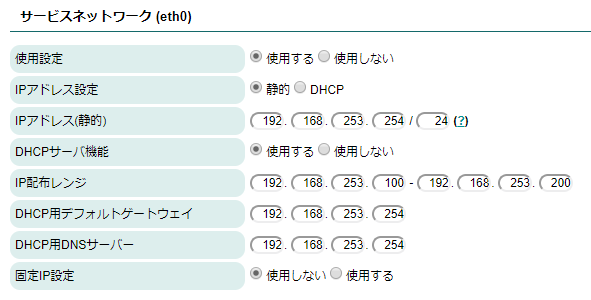 サービスネットワーク (eth0)
使用設定 使用する 使用しない
IPアドレス設定 静的 DHCP
IPアドレス(静的) 192. 168. 253. 254 / 24 (?)
DHCPサーバ機能 使用する 使用しない
IP配布レンジ 192. 168. 253. 100 - 192. 168. 253. 200
DHCP用デフォルトゲートウェイ 192. 168. 253. 254
DHCP用DNSサーバー 192. 168. 253. 254
固定IP設定 使用しない 使用する